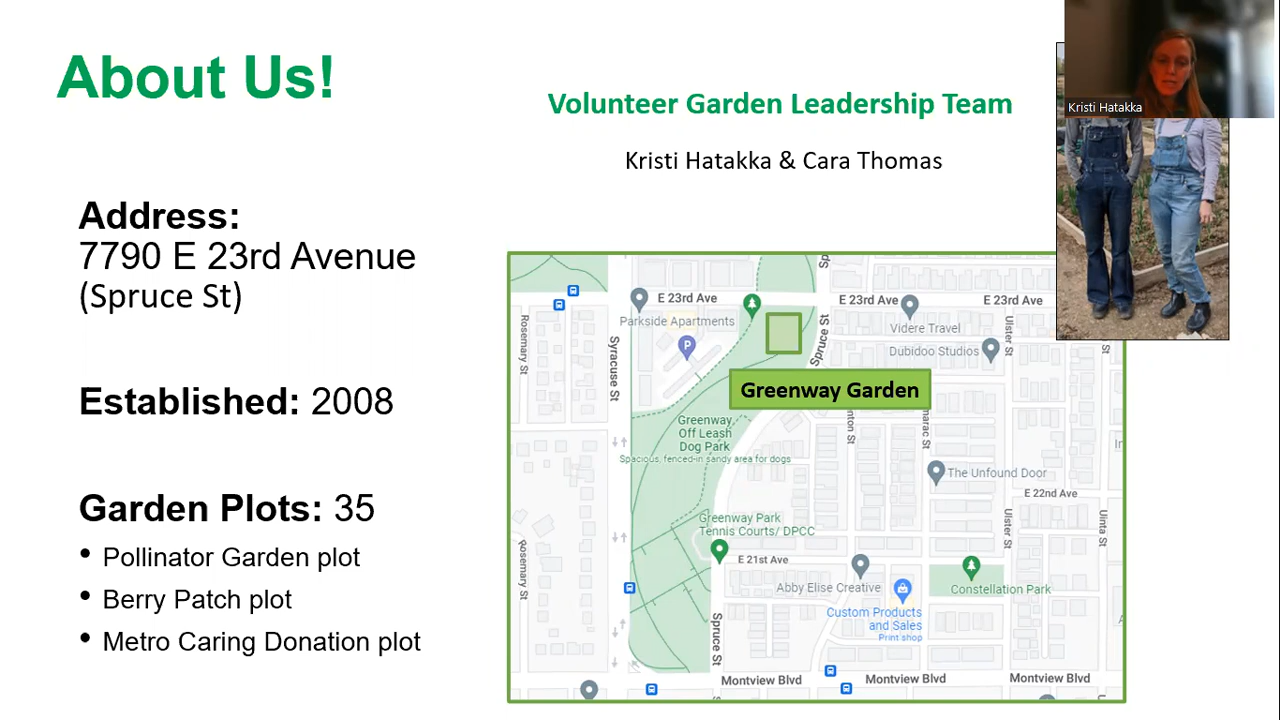 About Us!
Volunteer Garden Leadership Team
Kristi Hatakka & Cara Thomas
Kristi Hatakka
Address:
7790 E 23rd Avenue
(Spruce St)
Established: 2008
Garden Plots: 35
• Pollinator Garden plot
• Berry Patch plot
• Metro Caring Donation plot
E 23rd Ave
E 23rd Ave
E 23rd Ave
Parkside Apartments
Videre Travel
Dubidoo Studios
P
Rosemary St
Syracuse St
Spruce St
Ulster St
Greenway Garden
Greenway
Off Leash
Dog Park
Spacious, fenced-in sandy area for dogs
The Unfound Door
E 22nd Ave
Greenway Park
Tennis Courts/ DPCC
Rosemary St
Ulster St
Uinta St
E 21st Ave
Abby Elise Creative
Constellation Park
Custom Products
and Sales
Print shop
Spruce St
Montview Blvd
Montview Blvd
Montview Blvd